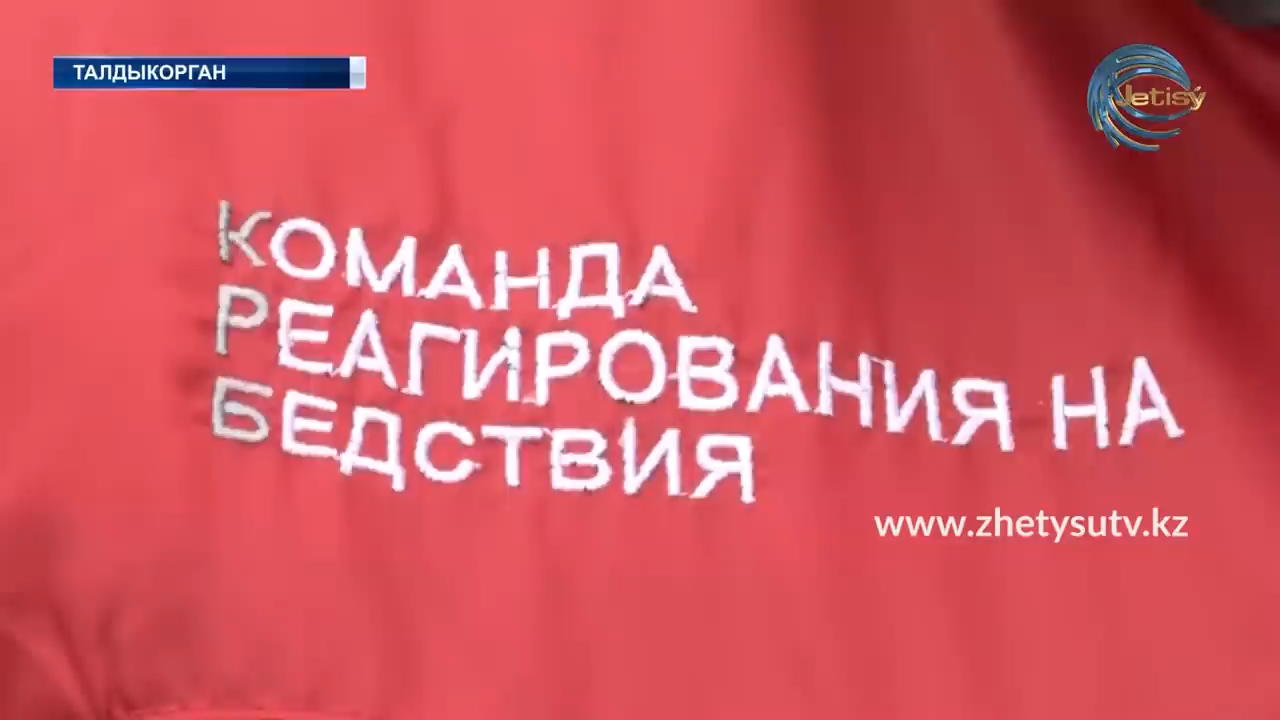 ТАЛДЫКОРГАН
Jetisý
КОМАНДА
РЕАГИРОВАНИЯ НА
БЕДСТВИЯ
www.zhetysutv.kz